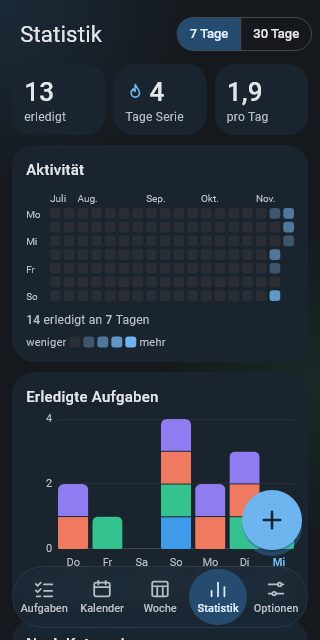 Statistik
7 Tage 30 Tage
13 4 1,9
erledigt Tage Serie pro Tag
Aktivität
Juli Aug. Sep. Okt. Nov.
Mo
Mi
Fr
So
14 erledigt an 7 Tagen
weniger mehr
Erledigte Aufgaben
4
2
0
Do Fr Sa So Mo Di Mi
Aufgaben Kalender Woche Statistik Optionen